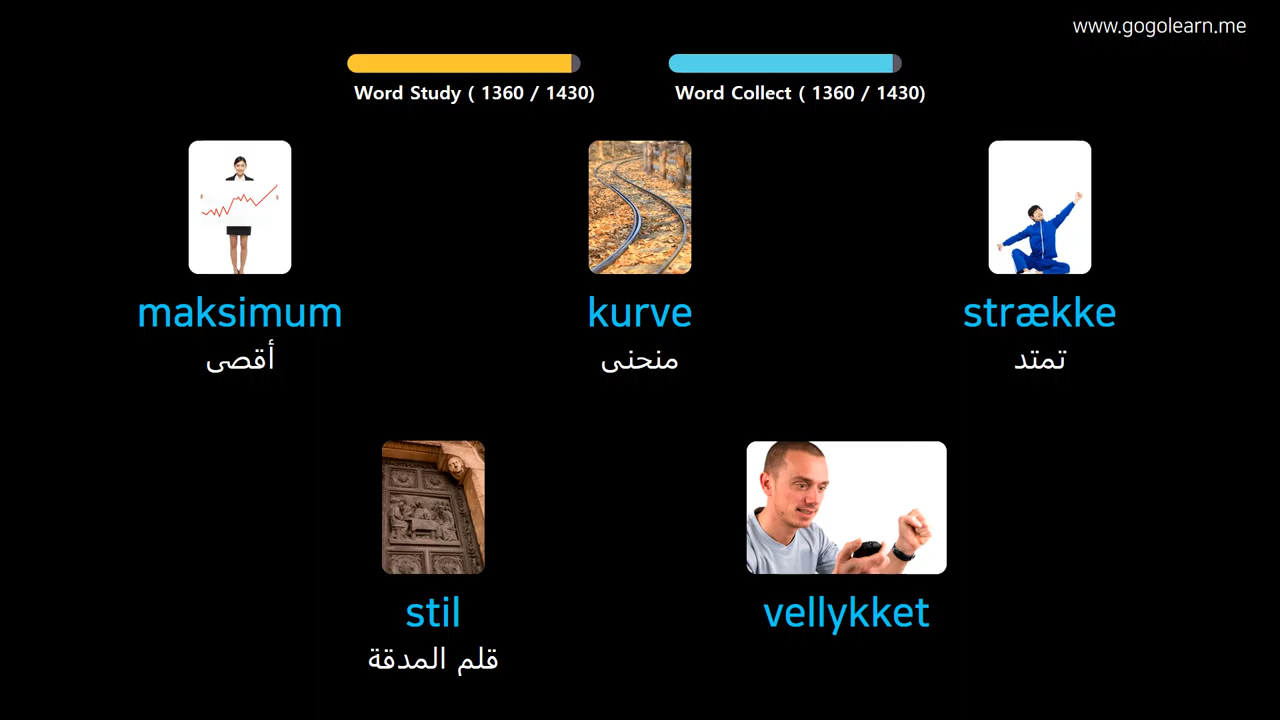 www.gogolearn.me
Word Study ( 1360 / 1430)
Word Collect ( 1360 / 1430)
maksimum
أقصى
kurve
منحنى
strække
تمتد
stil
قلم المدقة
vellykket